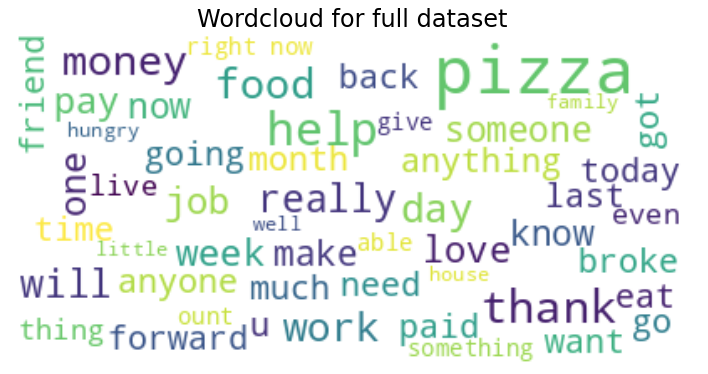 Wordcloud for full dataset
friend
money
right now
food
back
pizza
pay
now
family
got
hungry
help
give
someone
one
going
month
anything
today
live
job
really
day
last
even
time
well
know
little
week
make
able
love
broke
will
anyone
much
need
house
thank
eat
thing
ount
forward
u
work
paid
something
want
go